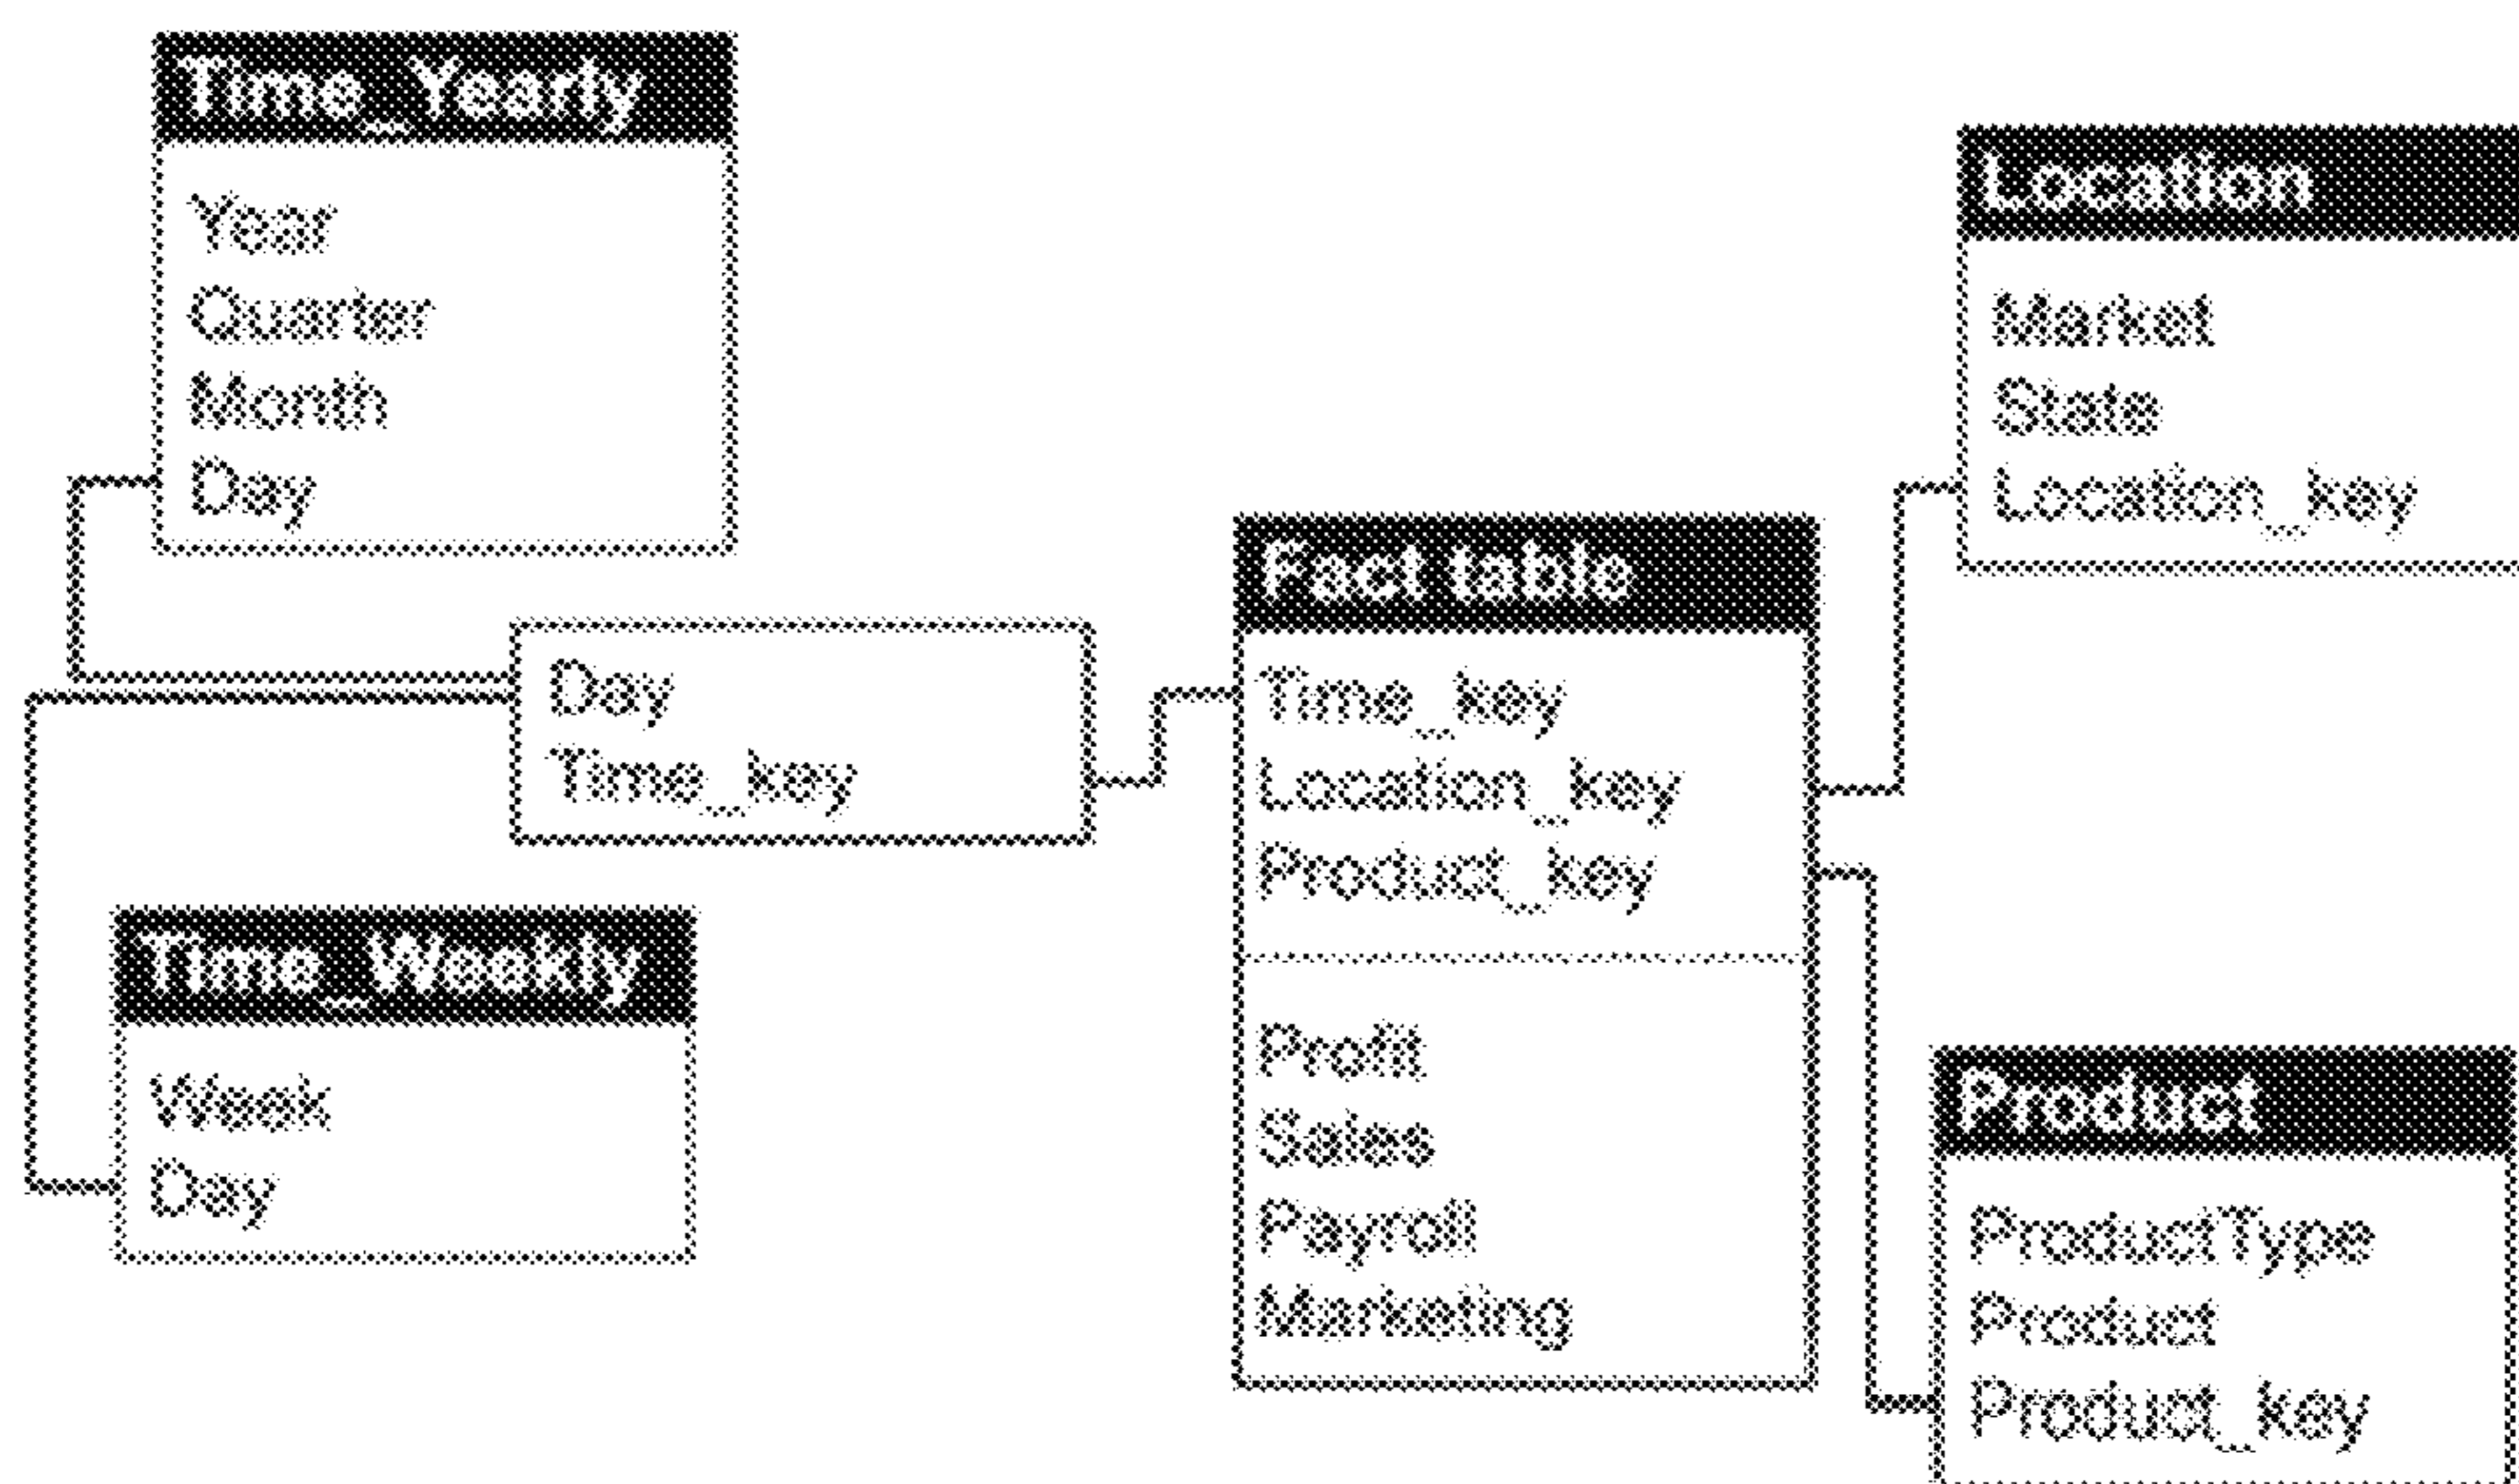 Time_Yearly
Year
Quarter
Month
Day
Day
Time_key
Time_Weekly
Week
Day
Fact table
Time_key
Location_key
Product_key
Profit
Sales
Payroll
Marketing
Location
Market
State
Location_key
Product
ProductType
Product
Product_key